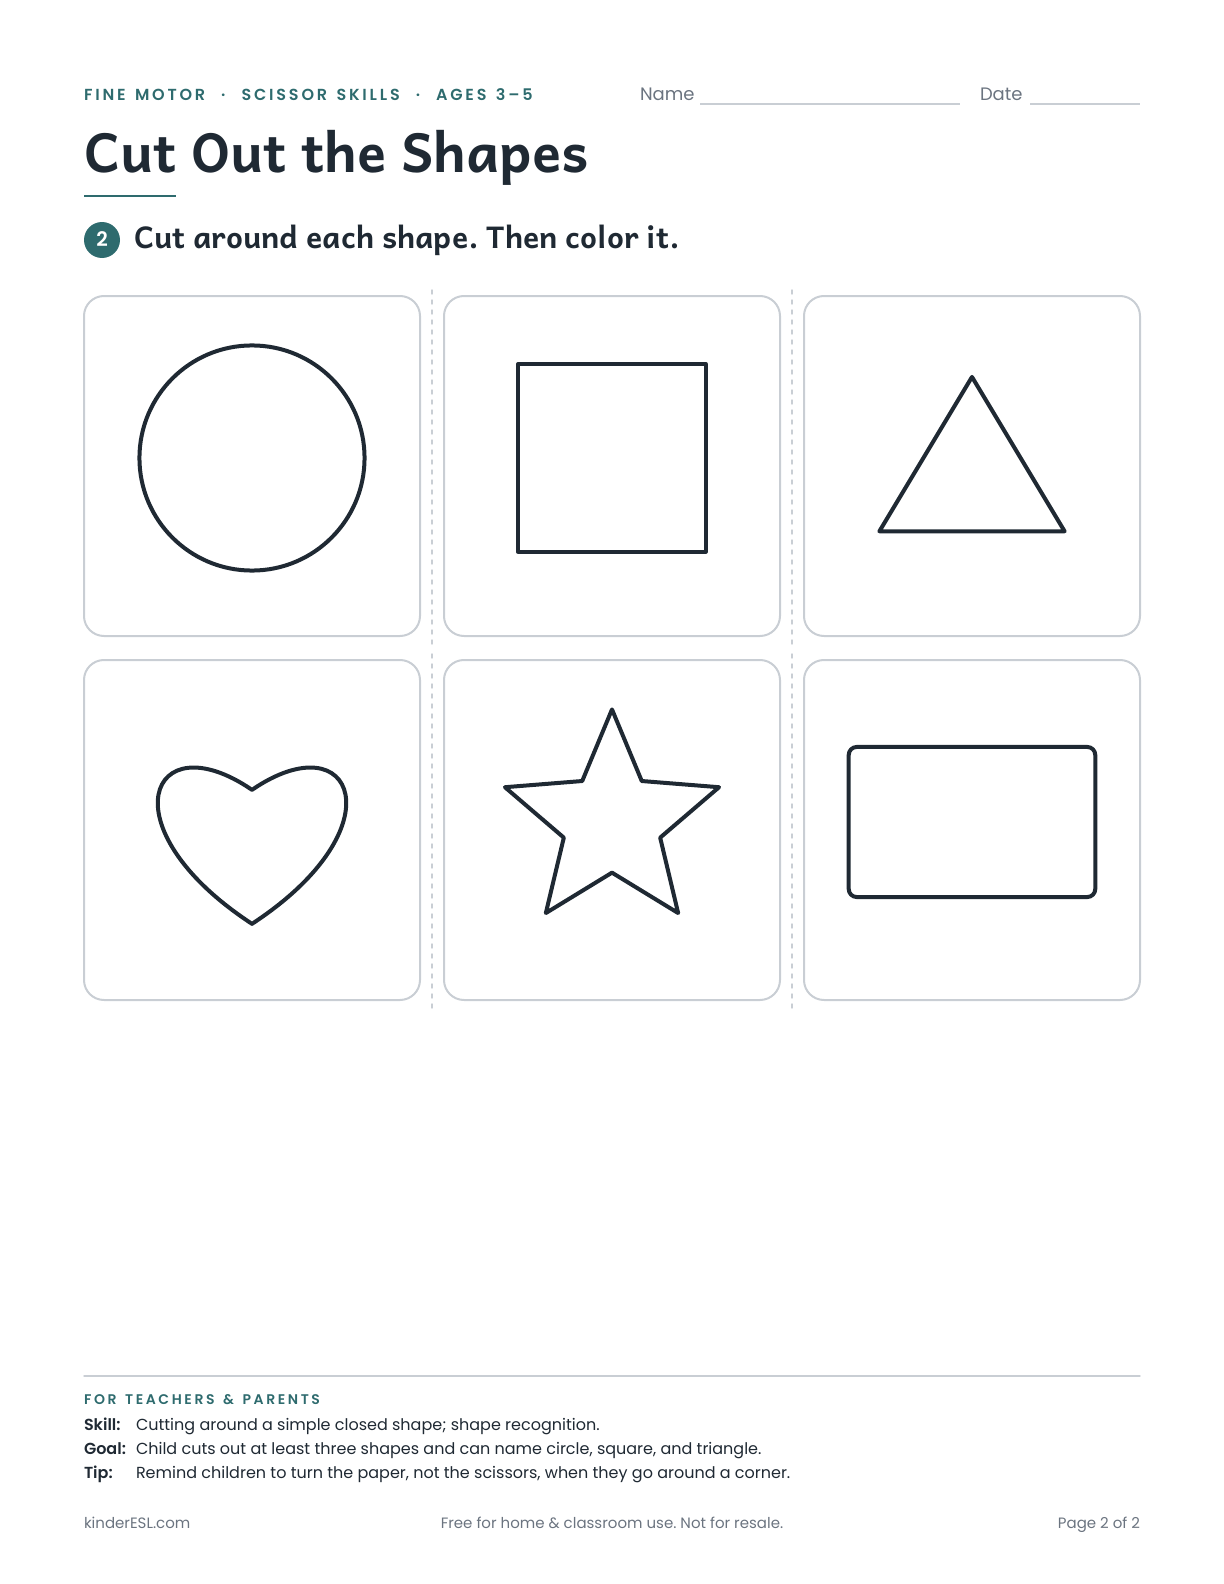 FINE MOTOR · SCISSOR SKILLS · AGES 3–5
Name
Date
Cut Out the Shapes
2 Cut around each shape. Then color it.
FOR TEACHERS & PARENTS
Skill: Cutting around a simple closed shape; shape recognition.
Goal: Child cuts out at least three shapes and can name circle, square, and triangle.
Tip: Remind children to turn the paper, not the scissors, when they go around a corner.
kinderESL.com
Free for home & classroom use. Not for resale.
Page 2 of 2